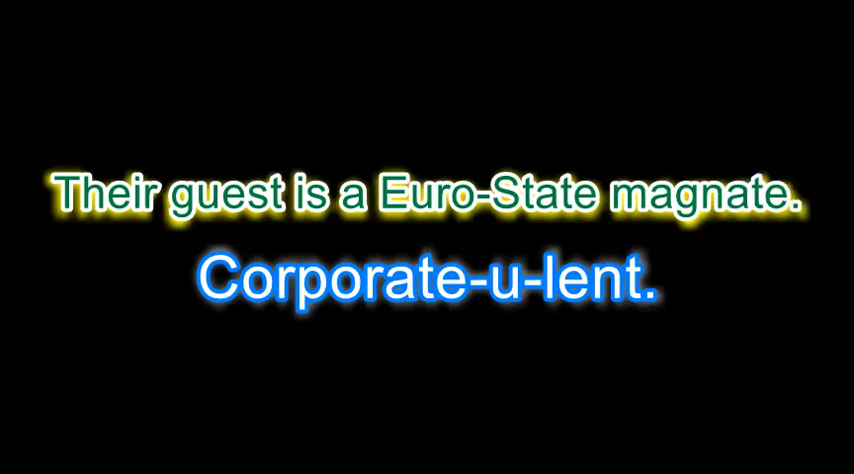 Their guest is a Euro-State magnate.
Corporate-u-lent.